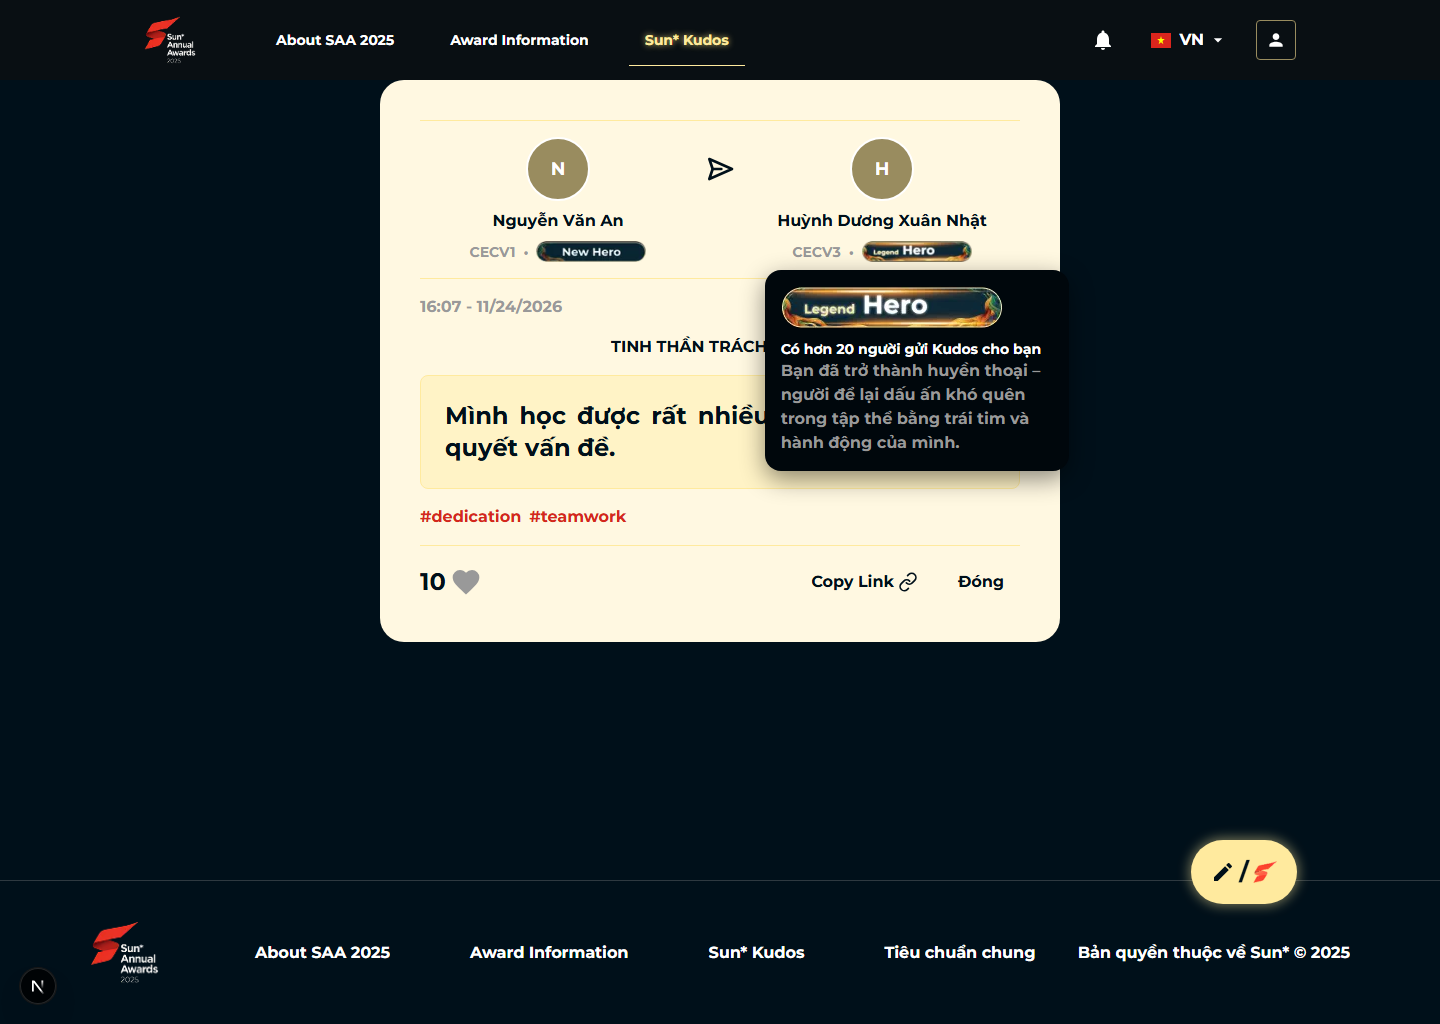 Sun*
Annual
Awards
2025
About SAA 2025
Award Information
Sun* Kudos
VN
N
H
Nguyễn Văn An
Huỳnh Dương Xuân Nhật
CECV1 • New Hero
CECV3 • Legend Hero
16:07 - 11/24/2026
Legend Hero
Có hơn 20 người gửi Kudos cho bạn
Bạn đã trở thành huyền thoại –
người để lại dấu ấn khó quên
trong tập thể bằng trái tim và
hành động của mình.
TINH THẦN TRÁCH
Mình học được rất nhiều
quyết vấn đề.
#dedication #teamwork
10
Copy Link
Đóng
/
Sun*
Annual
Awards
2025
About SAA 2025
Award Information
Sun* Kudos
Tiêu chuẩn chung
Bản quyền thuộc về Sun* © 2025
N